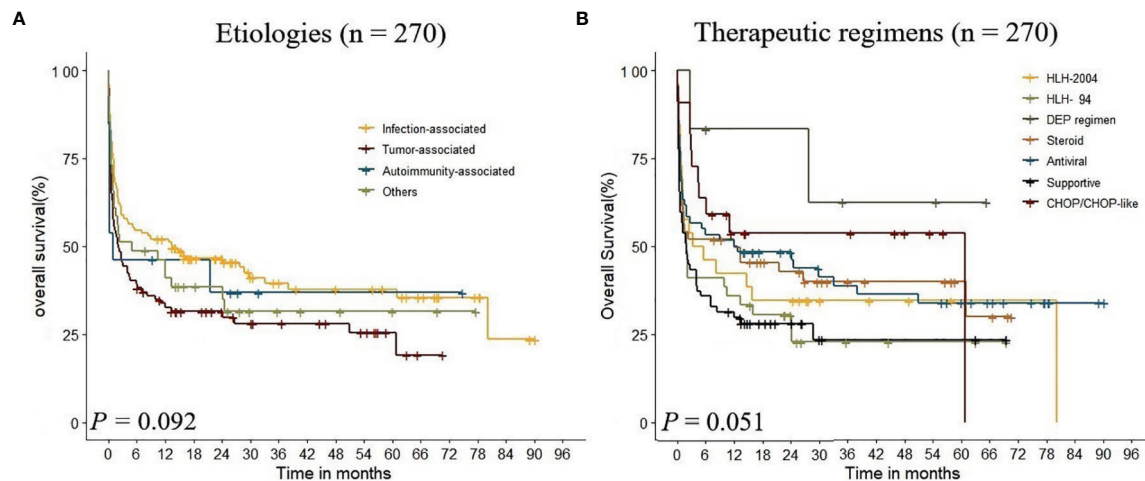 A
Etiologies (n = 270)
1 00
75
50
25
0
overall Survival(%)
Infection-associated
Tumor-associated
Autoimmunity-associated
Others
P = 0.092
0 6 12 18 24 30 36 42 48 54 60 66 72 78 84 90 96
Time in months
B
Therapeutic regimens (n = 270)
1 00
75
50
25
0
Overall Survival(%)
HLH-2004
HLH- 94
DEP regimen
Steroid
Antiviral
Supportive
CHOP/CHOP-like
P = 0.051
0 6 12 18 24 30 36 42 48 54 60 66 72 78 84 90 96
Time in months